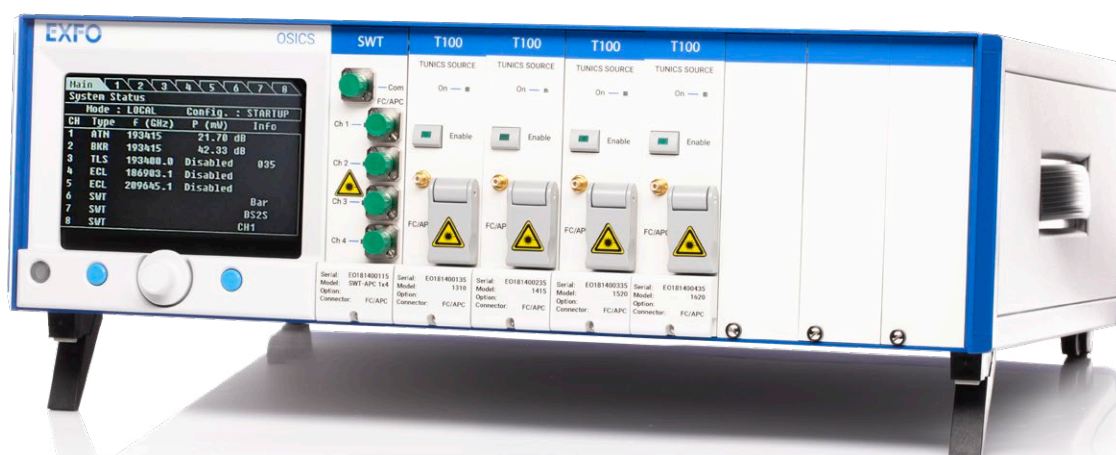 EXFO
OSICS
Main 1 2 3 4 5 6 7 8
System Status
Mode : LOCAL Config. : STARTUP
CH Type F (GHz) P (mW) Info
1 ATN 193415 21.70 dB
2 BKR 193415 42.33 dB
3 TLS 193400.0 Disabled 035
4 ECL 186903.1 Disabled
5 ECL 209645.1 Disabled
6 SWT Bar
7 SWT BS2S
8 SWT CH1
SWT
Com
FC/APC
Ch 1
Ch 2
Ch 3
Ch 4
Serial: EO181400115
Model: SWT-APC 1x4
Option:
Connector: FC/APC
T100
TUNICS SOURCE
On
Enable
FC/AP
Serial: EO181400135
Model: 1310
Option:
Connector: FC/APC
T100
TUNICS SOURCE
On
Enable
FC/AP
Serial: EO181400235
Model: 1415
Option:
Connector: FC/APC
T100
TUNICS SOURCE
On
Enable
FC/AP
Serial: EO181400335
Model: 1520
Option:
Connector: FC/APC
T100
TUNICS SOURCE
On
Enable
FC/APC
Serial: EO181400435
Model: 1620
Option:
Connector: FC/APC